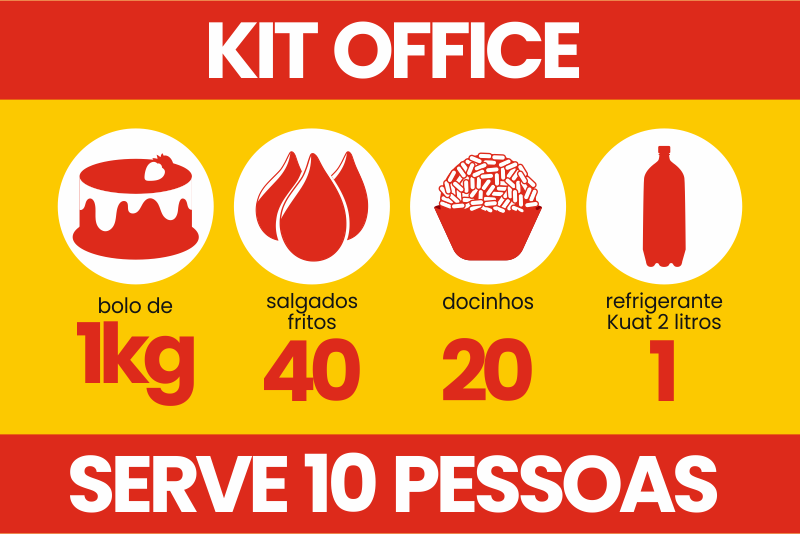 KIT OFFICE
bolo de
1kg
salgados
fritos
40
docinhos
20
refrigerante
Kuat 2 litros
1
SERVE 10 PESSOAS